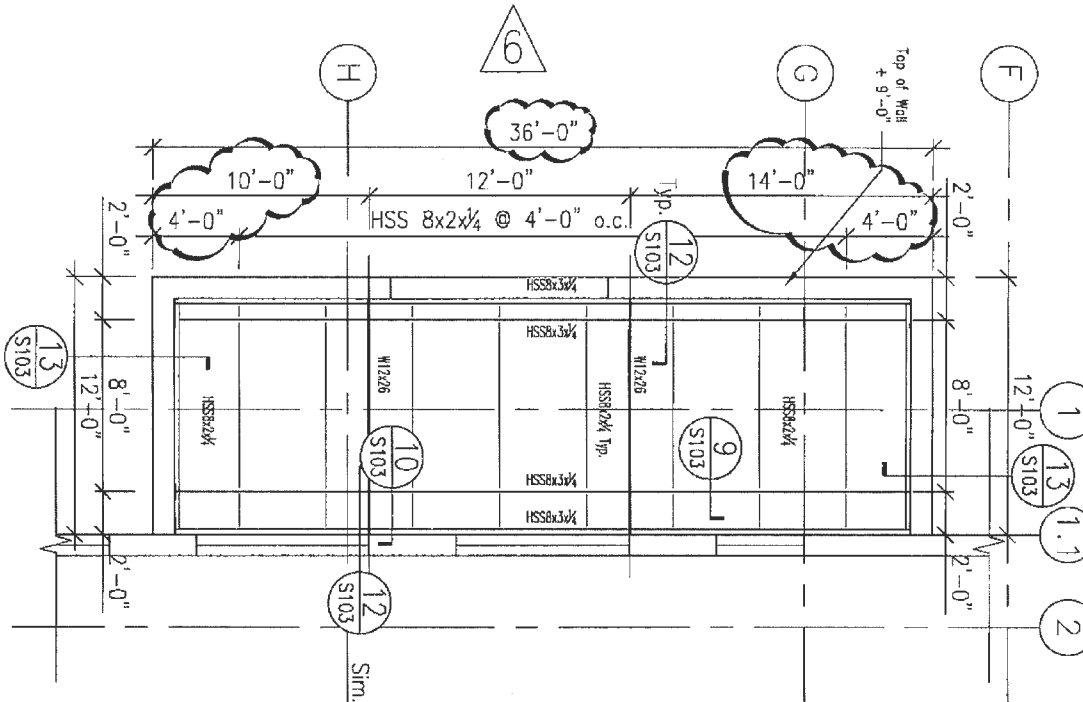 6
H
G
F
Top of Wall
+ 9'-0"
36'-0"
10'-0"
12'-0"
14'-0"
4'-0"
HSS 8x2x1/4 @ 4'-0" o.c.
4'-0"
2'-0"
2'-0"
Typ.
12
S103
HSS8x3x1/4
HSS8x3x1/4
13
S103
8'-0"
12'-0"
HSS8x2x1/4
W12x26
HSS8x2x1/4 Typ.
W12x26
HSS8x2x1/4
8'-0"
12'-0"
1
10
S103
9
S103
13
S103
HSS8x3x1/4
HSS8x3x1/4
1.1
2'-0"
2'-0"
12
S103
Sim.
2